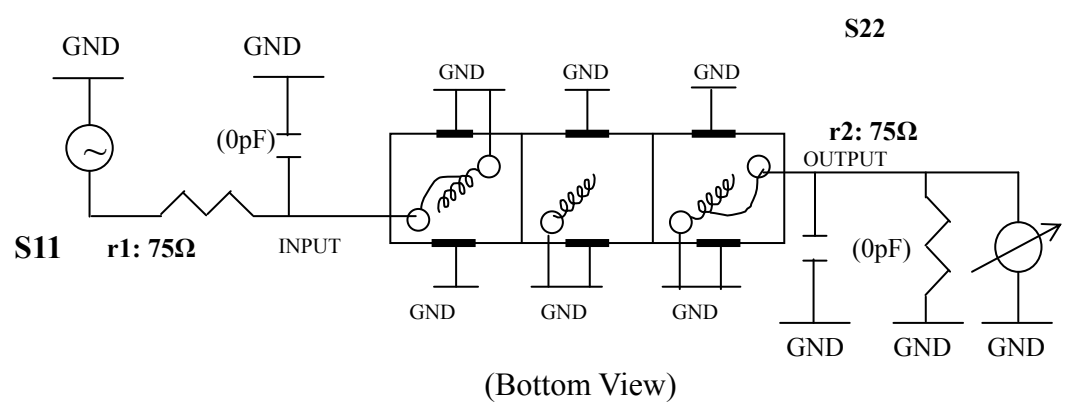 S22
GND
GND
GND
GND
GND
(0pF)
r2: 75Ω
OUTPUT
S11
r1: 75Ω
INPUT
(0pF)
GND
GND
GND
GND
GND
GND
(Bottom View)